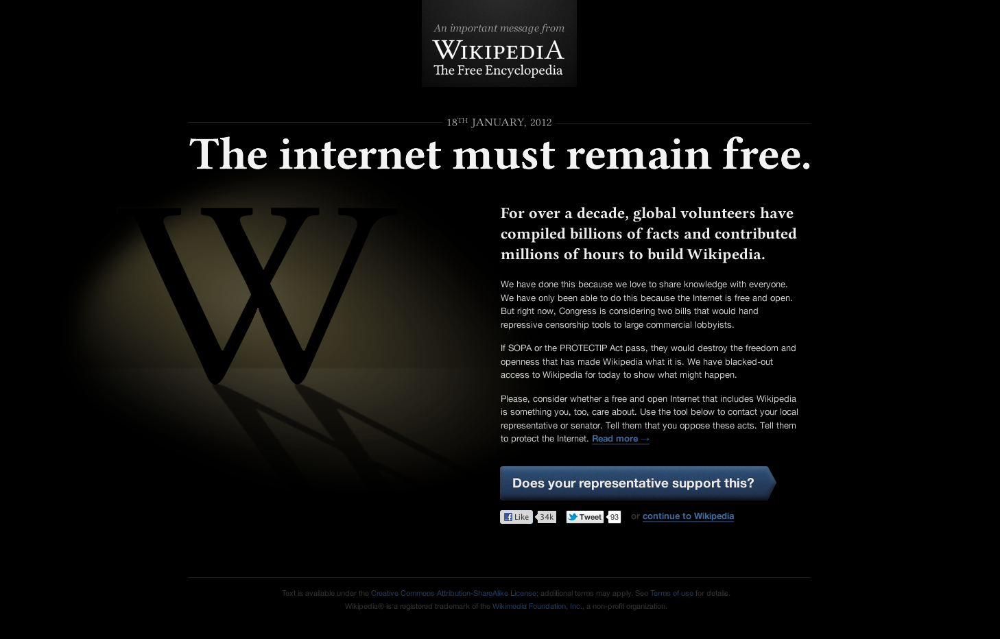 An important message from
WIKIPEDIA
The Free Encyclopedia
18TH JANUARY, 2012
The internet must remain free.
W
For over a decade, global volunteers have
compiled billions of facts and contributed
millions of hours to build Wikipedia.
We have done this because we love to share knowledge with everyone.
We have only been able to do this because the Internet is free and open.
But right now, Congress is considering two bills that would hand
repressive censorship tools to large commercial lobbyists.
If SOPA or the PROTECTIP Act pass, they would destroy the freedom and
openness that has made Wikipedia what it is. We have blacked-out
access to Wikipedia for today to show what might happen.
Please, consider whether a free and open Internet that includes Wikipedia
is something you, too, care about. Use the tool below to contact your local
representative or senator. Tell them that you oppose these acts. Tell them
to protect the Internet. Read more →
Does your representative support this?
Like 34k Tweet 93 or continue to Wikipedia
Text is available under the Creative Commons Attribution-ShareAlike License; additional terms may apply. See Terms of use for details.
Wikipedia® is a registered trademark of the Wikimedia Foundation, Inc., a non-profit organization.